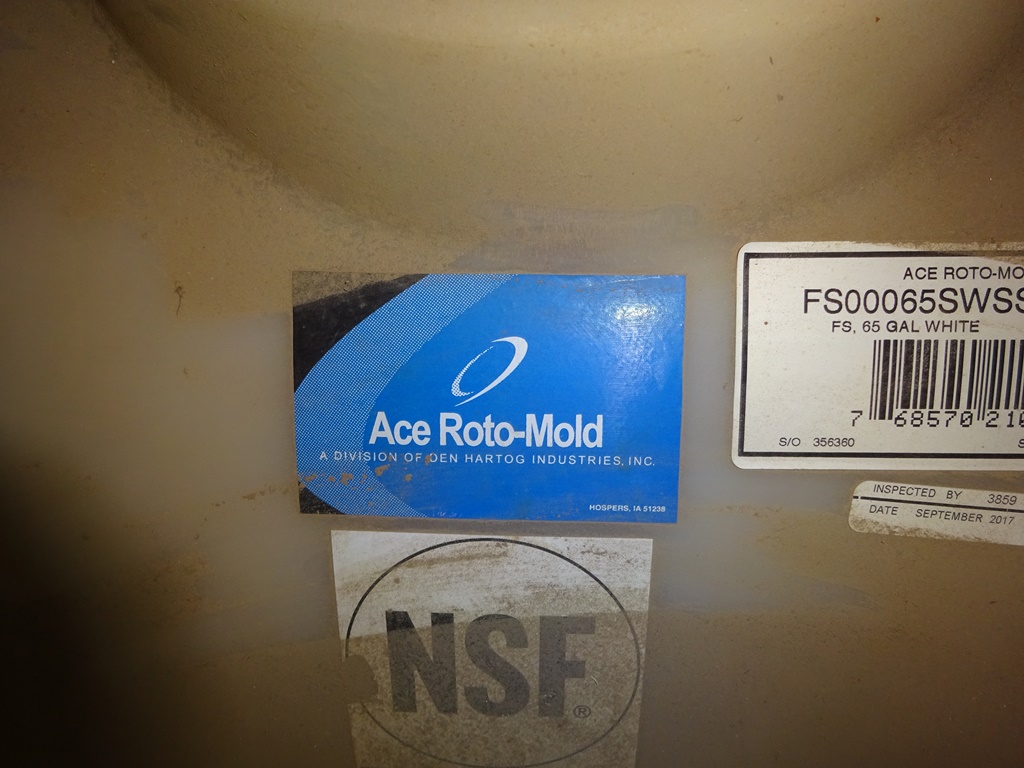 Ace Roto-Mold
A DIVISION OF DEN HARTOG INDUSTRIES, INC.
HOSPERS, IA 51238
NSF®
ACE ROTO-MO
FS00065SWSS
FS, 65 GAL WHITE
7 68570 210
S/O 356360
INSPECTED BY 3859
DATE SEPTEMBER 2017